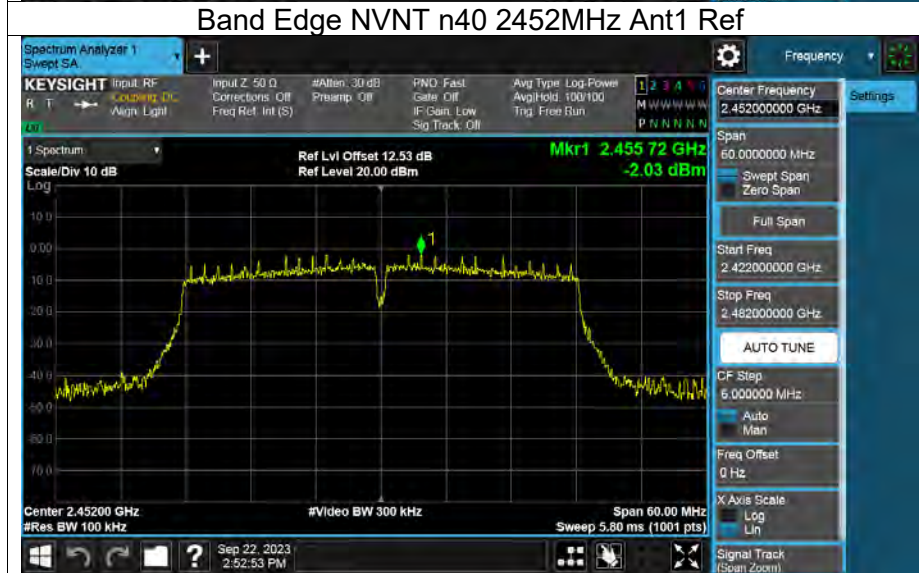 Band Edge NVNT n40 2452MHz Ant1 Ref
Spectrum Analyzer 1
Swept SA
+
Frequency
KEYSIGHT Input: RF
R T
Coupling: DC
Align: Light
Input Z: 50 Ω
Corrections: Off
Freq Ref: Int (S)
#Atten: 30 dB
Preamp: Off
PNO: Fast
Gate: Off
IF Gain: Low
Sig Track: Off
Avg Type: Log-Power
Avg|Hold: 100/100
Trig: Free Run
1 2 3 4 5 6
M W W W W W
P N N N N N
Center Frequency
2.452000000 GHz
Settings
Span
60.0000000 MHz
Swept Span
Zero Span
Full Span
Start Freq
2.422000000 GHz
Stop Freq
2.482000000 GHz
AUTO TUNE
CF Step
6.000000 MHz
Auto
Man
Freq Offset
0 Hz
X Axis Scale
Log
Lin
Signal Track
(Span Zoom)
1 Spectrum
Scale/Div 10 dB
Log
Ref Lvl Offset 12.53 dB
Ref Level 20.00 dBm
Mkr1 2.455 72 GHz
-2.03 dBm
1
10.0
0.00
-10.0
-20.0
-30.0
-40.0
-50.0
-60.0
-70.0
Center 2.45200 GHz
#Res BW 100 kHz
#Video BW 300 kHz
Span 60.00 MHz
Sweep 5.80 ms (1001 pts)
?
Sep 22, 2023
2:52:53 PM